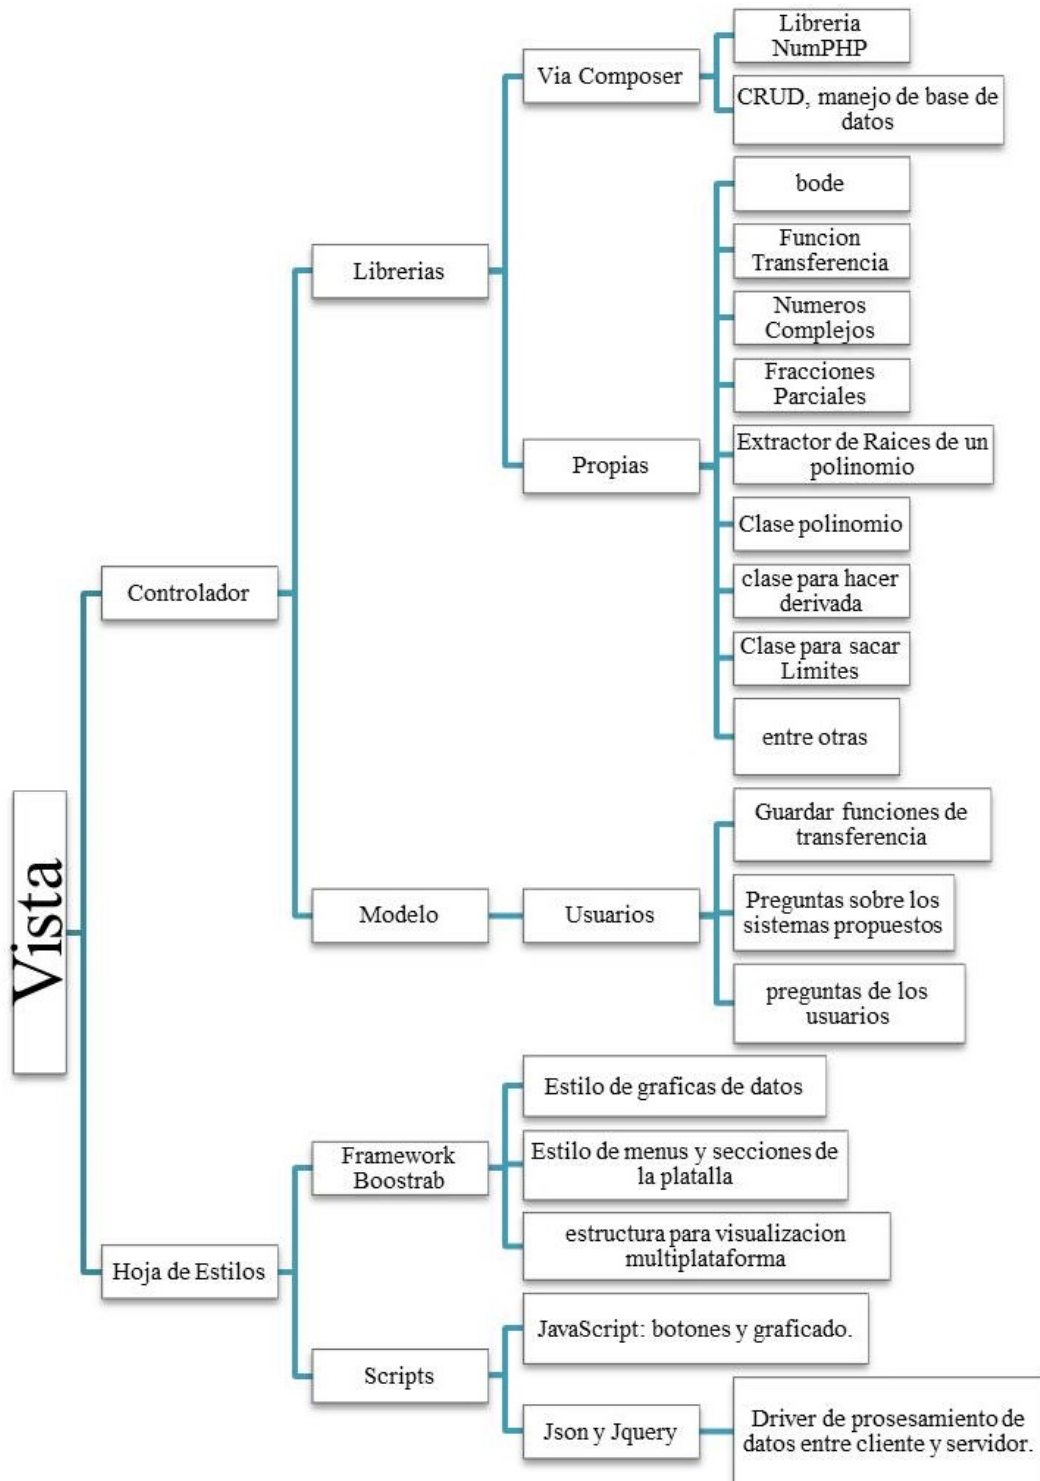 Vista
Controlador
Librerias
Via Composer
Libreria
NumPHP
CRUD, manejo de base de
datos
Propias
bode
Funcion
Transferencia
Numeros
Complejos
Fracciones
Parciales
Extractor de Raices de un
polinomio
Clase polinomio
clase para hacer
derivada
Clase para sacar
Limites
entre otras
Modelo
Usuarios
Guardar funciones de
transferencia
Preguntas sobre los
sistemas propuestos
preguntas de los
usuarios
Hoja de Estilos
Framework
Boostrab
Estilo de graficas de datos
Estilo de menus y secciones de
la platalla
estructura para visualizacion
multiplataforma
Scripts
JavaScript: botones y graficado.
Json y Jquery
Driver de prosesamiento de
datos entre cliente y servidor.